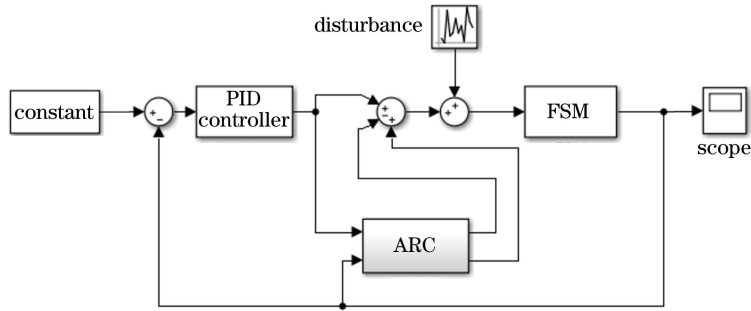 disturbance
constant
+
-
PID
controller
+
-
+
+
+
FSM
scope
ARC